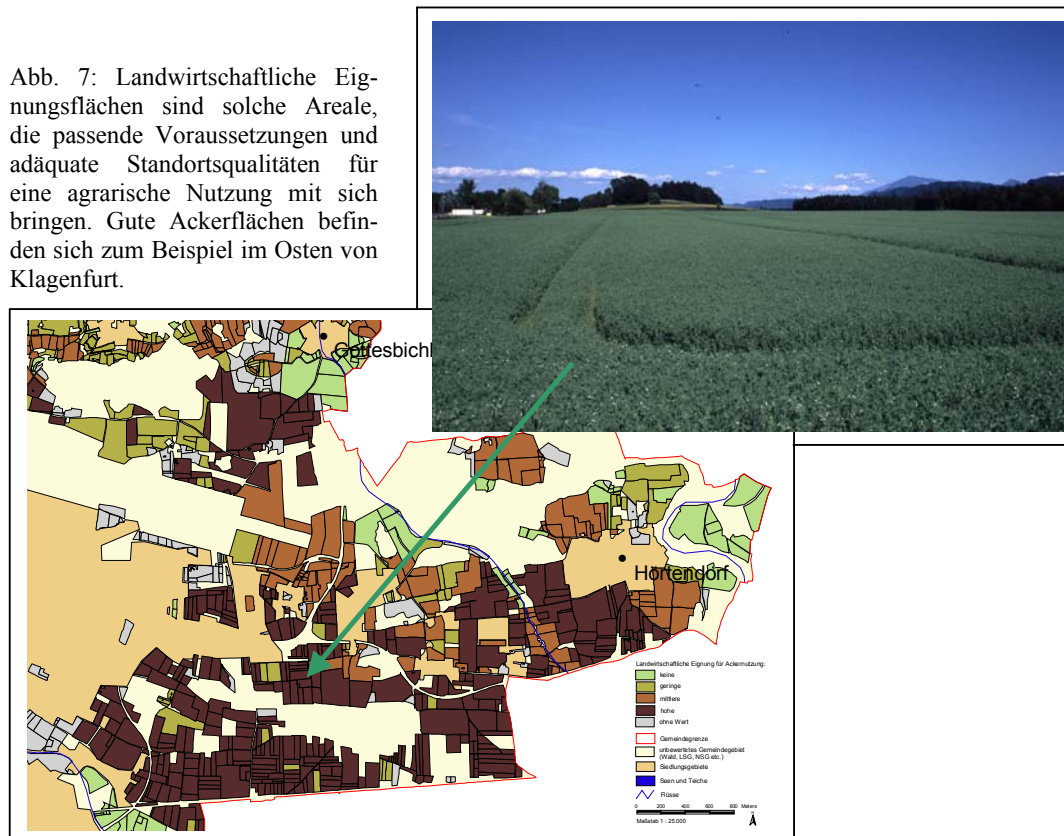 Abb. 7: Landwirtschaftliche Eig-
nungsflächen sind solche Areale,
die passende Voraussetzungen und
adäquate Standortsqualitäten für
eine agrarische Nutzung mit sich
bringen. Gute Ackerflächen befin-
den sich zum Beispiel im Osten von
Klagenfurt.
Gottesbichl
Hörtendorf
Landwirtschaftliche Eignung für Ackernutzung:
keine
geringe
mittlere
hohe
ohne Wert
Gemeindegrenze
unbewertetes Gemeindegebiet
(Wald, LSG, NSG etc.)
Siedlungsgebiete
Seen und Teiche
Flüsse
0 200 400 600 800 Meters
Maßstab 1 : 25.000
N